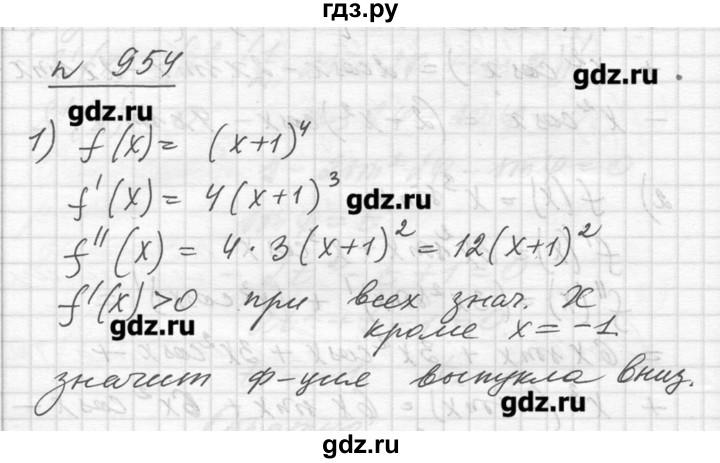 гдз.ру
N 954
gdz.ru
gdz.ru
1) f(x) = (x+1)^4
f'(x) = 4(x+1)^3
gdz.ru
f''(x) = 4·3(x+1)^2 = 12(x+1)^2
f'(x) > 0 при всех знач. x
gdz.ru
кроме x = -1
значит ф-ция выпукла вниз.
gdz.ru
gdz.ru